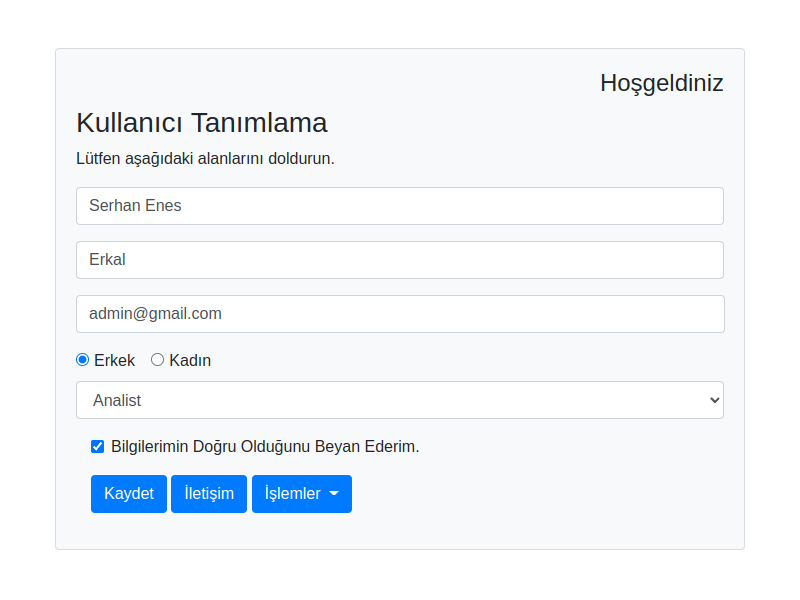 Hoşgeldiniz
Kullanıcı Tanımlama
Lütfen aşağıdaki alanlarını doldurun.
Serhan Enes
Erkal
admin@gmail.com
Erkek Kadın
Analist
Bilgilerimin Doğru Olduğunu Beyan Ederim.
Kaydet İletişim İşlemler